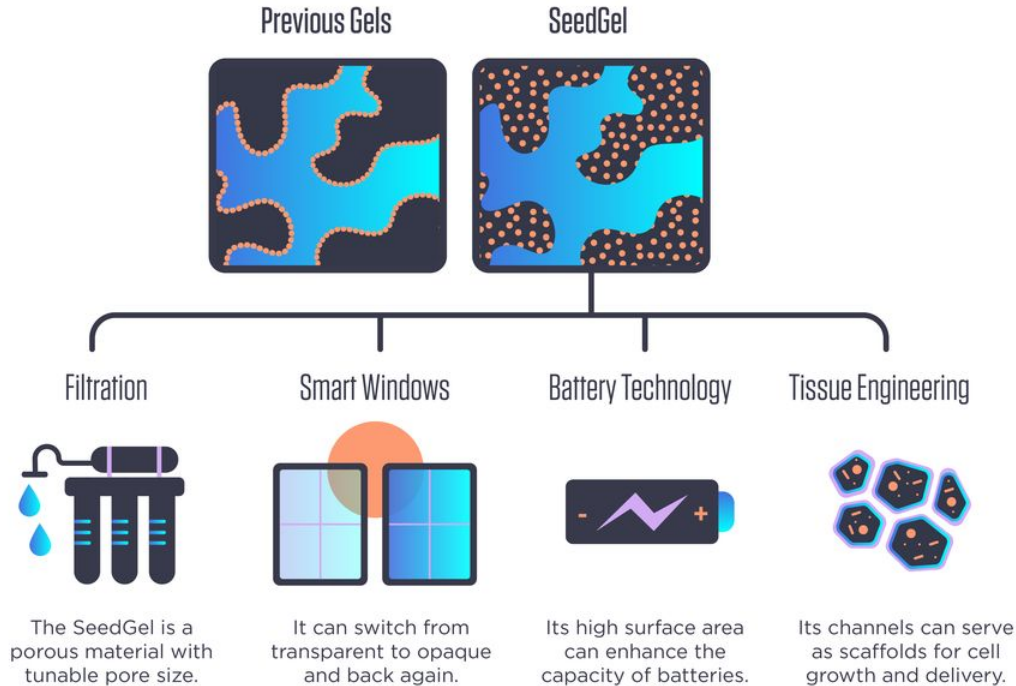 Previous Gels
SeedGel
Filtration
Smart Windows
Battery Technology
Tissue Engineering
- +
The SeedGel is a
porous material with
tunable pore size.
It can switch from
transparent to opaque
and back again.
Its high surface area
can enhance the
capacity of batteries.
Its channels can serve
as scaffolds for cell
growth and delivery.